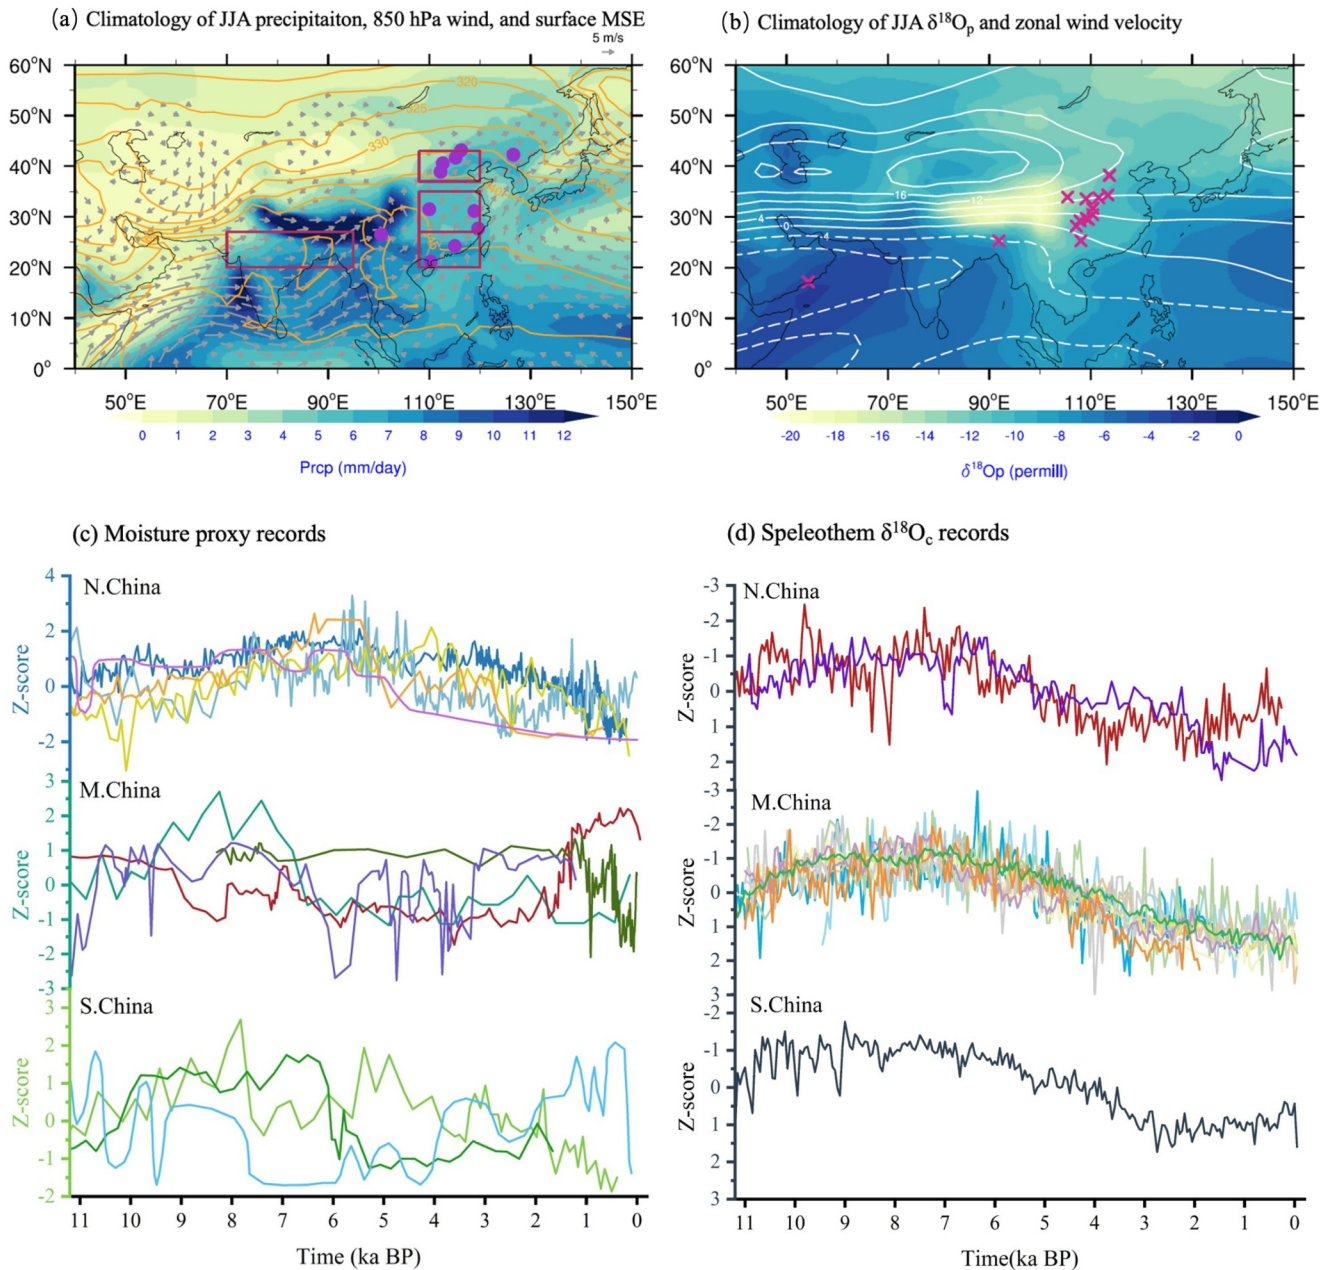 (a) Climatology of JJA precipitaiton, 850 hPa wind, and surface MSE
5 m/s
60°N
50°N
40°N
30°N
20°N
10°N
0°
320
325
330
50°E 70°E 90°E 110°E 130°E 150°E
0 1 2 3 4 5 6 7 8 9 10 11 12
Prcp (mm/day)
(b) Climatology of JJA δ¹⁸Oₚ and zonal wind velocity
60°N
50°N
40°N
30°N
20°N
10°N
0°
16
12
4
0
50°E 70°E 90°E 110°E 130°E 150°E
-20 -18 -16 -14 -12 -10 -8 -6 -4 -2 0
δ¹⁸Op (permill)
(c) Moisture proxy records
N.China
4
2
0
-2
Z-score
M.China
3
2
1
0
-1
-2
-3
Z-score
S.China
3
2
1
0
-1
-2
Z-score
11 10 9 8 7 6 5 4 3 2 1 0
Time (ka BP)
(d) Speleothem δ¹⁸O꜀ records
N.China
-3
-2
-1
0
1
2
Z-score
M.China
-3
-2
-1
0
1
2
3
Z-score
S.China
-2
-1
0
1
2
3
Z-score
11 10 9 8 7 6 5 4 3 2 1 0
Time(ka BP)